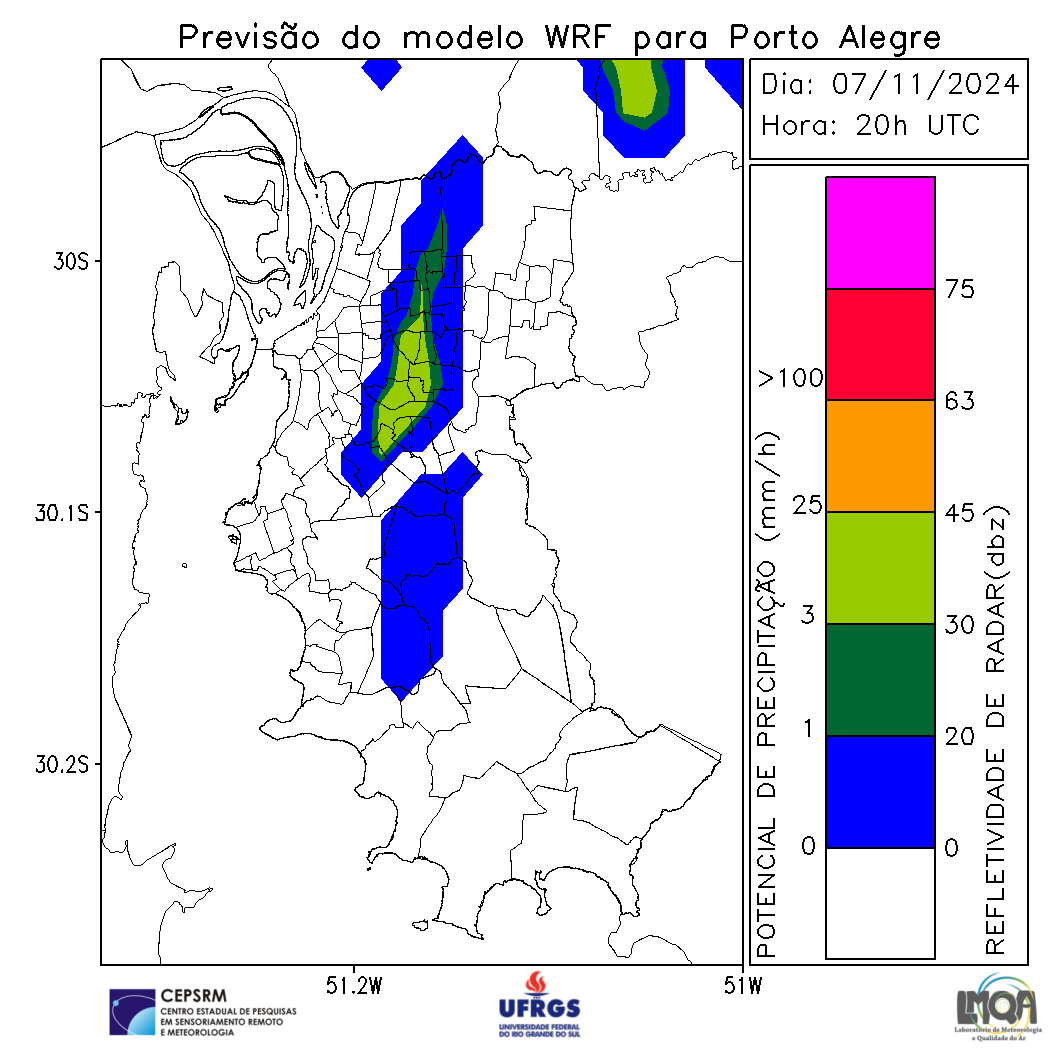 Previsão do modelo WRF para Porto Alegre
Dia: 07/11/2024
Hora: 20h UTC
30S
30.1S
30.2S
51.2W
51W
POTENCIAL DE PRECIPITAÇÃO (mm/h)
>100
25
3
1
0
75
63
45
30
20
0
REFLETIVIDADE DE RADAR(dbz)
CEPSRM
CENTRO ESTADUAL DE PESQUISAS
EM SENSORIAMENTO REMOTO
E METEOROLOGIA
UFRGS
UNIVERSIDADE FEDERAL
DO RIO GRANDE DO SUL
LMQA
Laboratório de Meteorologia
e Qualidade do Ar